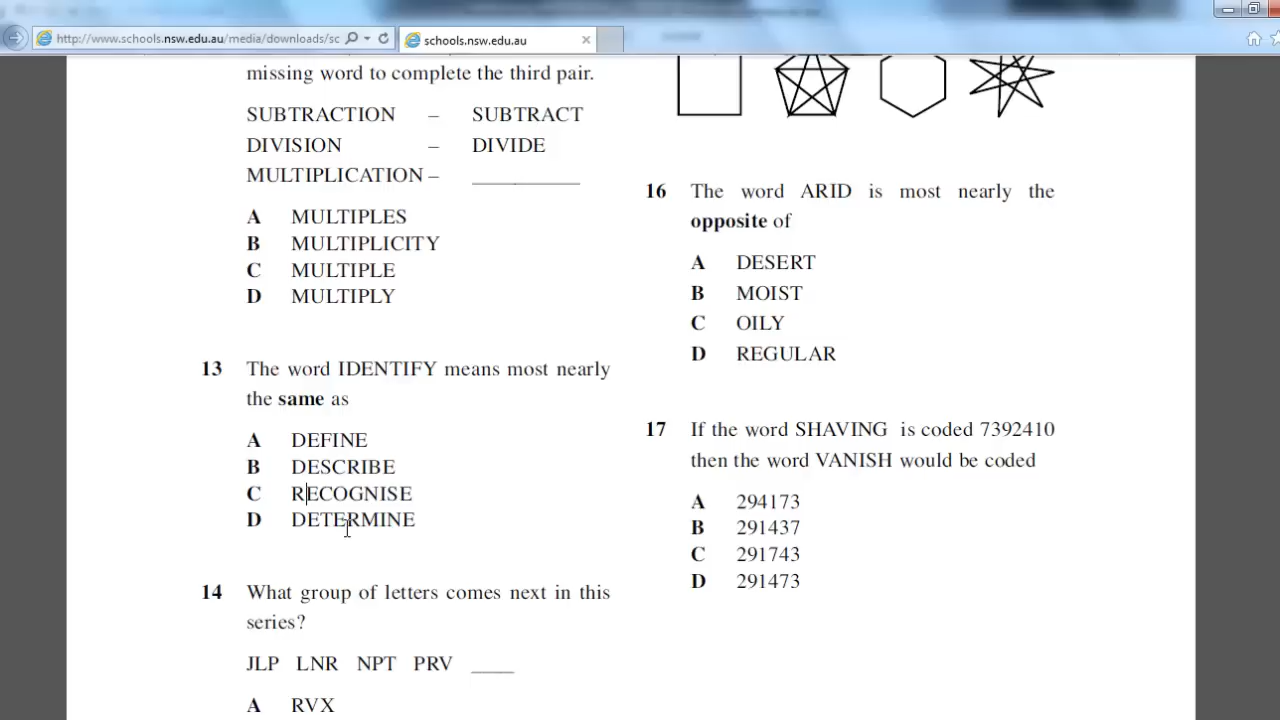 http://www.schools.nsw.edu.au/media/downloads/sc
schools.nsw.edu.au
missing word to complete the third pair.
SUBTRACTION – SUBTRACT
DIVISION – DIVIDE
MULTIPLICATION – __________
A MULTIPLES
B MULTIPLICITY
C MULTIPLE
D MULTIPLY
13 The word IDENTIFY means most nearly
the same as
A DEFINE
B DESCRIBE
C RECOGNISE
D DETERMINE
14 What group of letters comes next in this
series?
JLP LNR NPT PRV ____
A RVX
16 The word ARID is most nearly the
opposite of
A DESERT
B MOIST
C OILY
D REGULAR
17 If the word SHAVING is coded 7392410
then the word VANISH would be coded
A 294173
B 291437
C 291743
D 291473